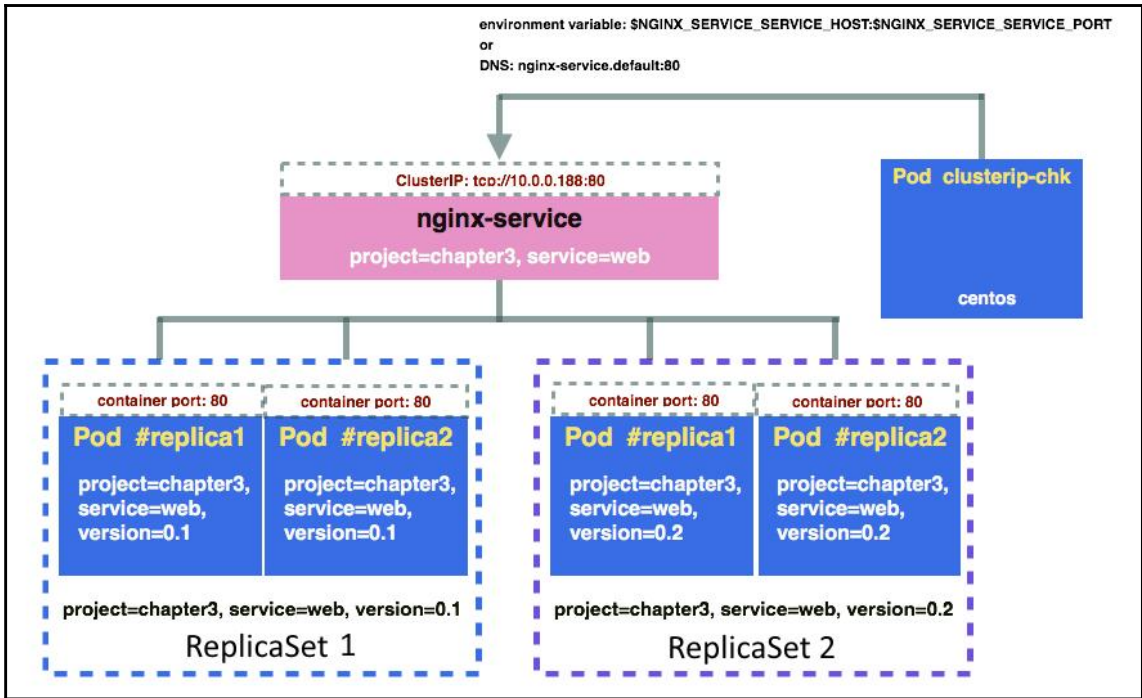 environment variable: $NGINX_SERVICE_SERVICE_HOST:$NGINX_SERVICE_SERVICE_PORT
or
DNS: nginx-service.default:80
ClusterIP: tcp://10.0.0.188:80
nginx-service
project=chapter3, service=web
Pod clusterip-chk
centos
container port: 80
Pod #replica1
project=chapter3,
service=web,
version=0.1
container port: 80
Pod #replica2
project=chapter3,
service=web,
version=0.1
project=chapter3, service=web, version=0.1
ReplicaSet 1
container port: 80
Pod #replica1
project=chapter3,
service=web,
version=0.2
container port: 80
Pod #replica2
project=chapter3,
service=web,
version=0.2
project=chapter3, service=web, version=0.2
ReplicaSet 2